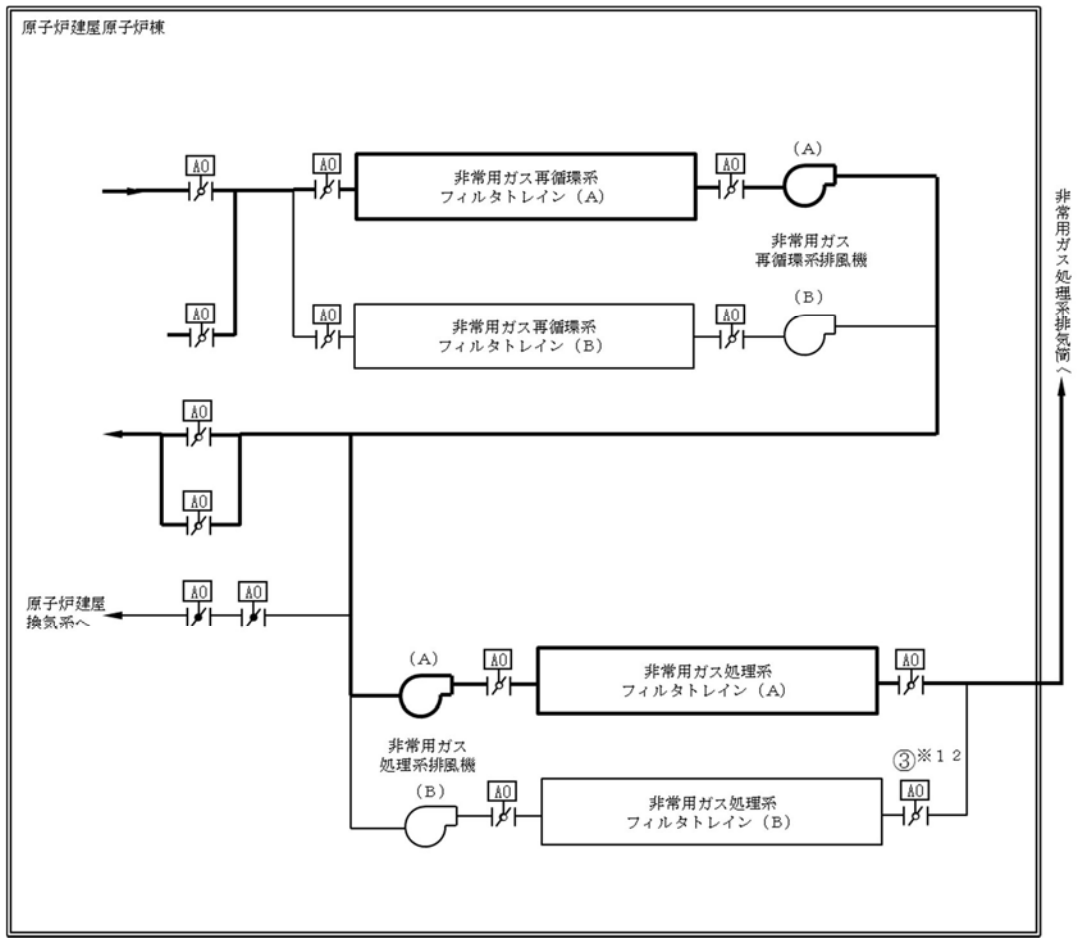 原子炉建屋原子炉棟
AO
AO
非常用ガス再循環系
フィルタトレイン(A)
AO
(A)
非常用ガス
再循環系排風機
AO
AO
非常用ガス再循環系
フィルタトレイン(B)
AO
(B)
非常用ガス処理系排気筒へ
AO
AO
原子炉建屋
換気系へ
AO
AO
(A)
AO
非常用ガス処理系
フィルタトレイン(A)
AO
非常用ガス
処理系排風機
(B)
AO
非常用ガス処理系
フィルタトレイン(B)
③※12
AO